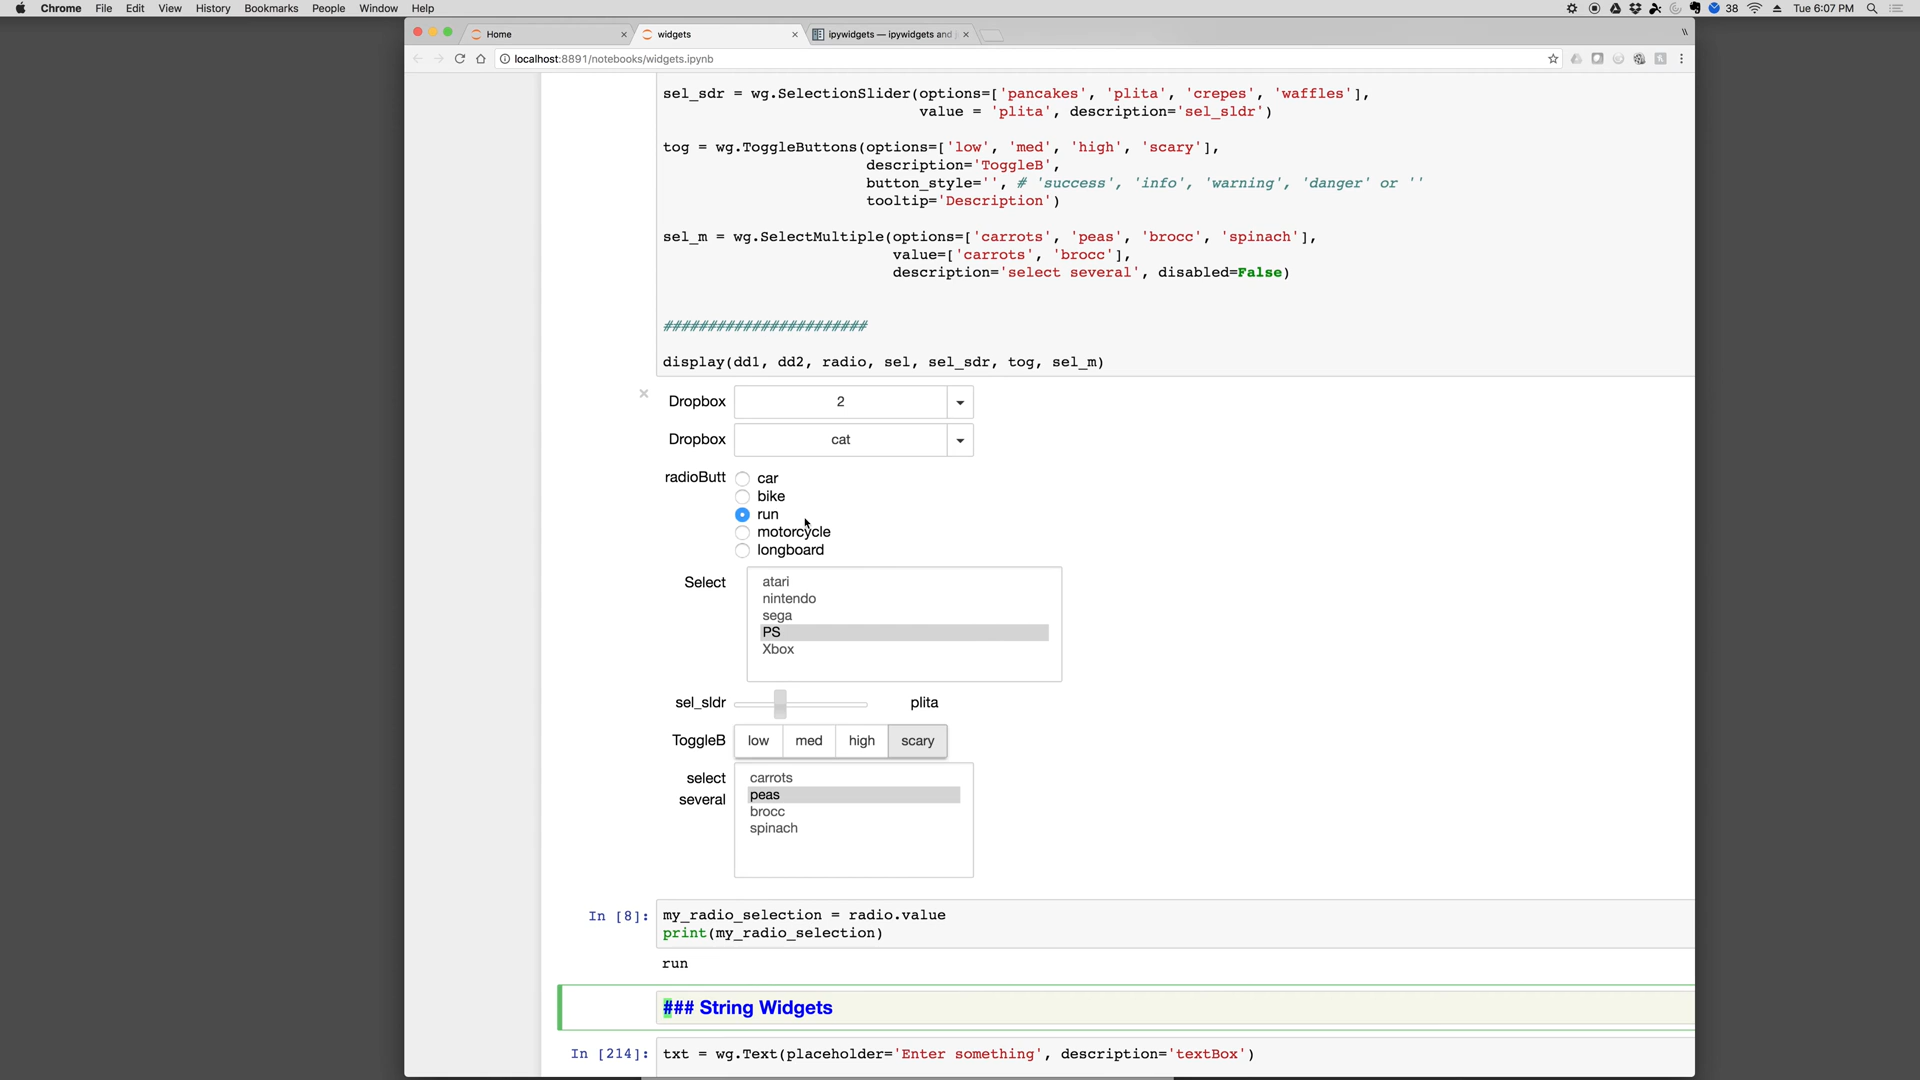 Chrome File Edit View History Bookmarks People Window Help 38 Tue 6:07 PM
Home widgets ipywidgets — ipywidgets and j
localhost:8891/notebooks/widgets.ipynb
sel_sdr = wg.SelectionSlider(options=['pancakes', 'plita', 'crepes', 'waffles'],
value = 'plita', description='sel_sldr')
tog = wg.ToggleButtons(options=['low', 'med', 'high', 'scary'],
description='ToggleB',
button_style='', # 'success', 'info', 'warning', 'danger' or ''
tooltip='Description')
sel_m = wg.SelectMultiple(options=['carrots', 'peas', 'brocc', 'spinach'],
value=['carrots', 'brocc'],
description='select several', disabled=False)
#######################
display(dd1, dd2, radio, sel, sel_sdr, tog, sel_m)
Dropbox 2
Dropbox cat
radioButt car
bike
run
motorcycle
longboard
Select atari
nintendo
sega
PS
Xbox
sel_sldr plita
ToggleB low med high scary
select several carrots
peas
brocc
spinach
In [8]: my_radio_selection = radio.value
print(my_radio_selection)
run
### String Widgets
In [214]: txt = wg.Text(placeholder='Enter something', description='textBox')